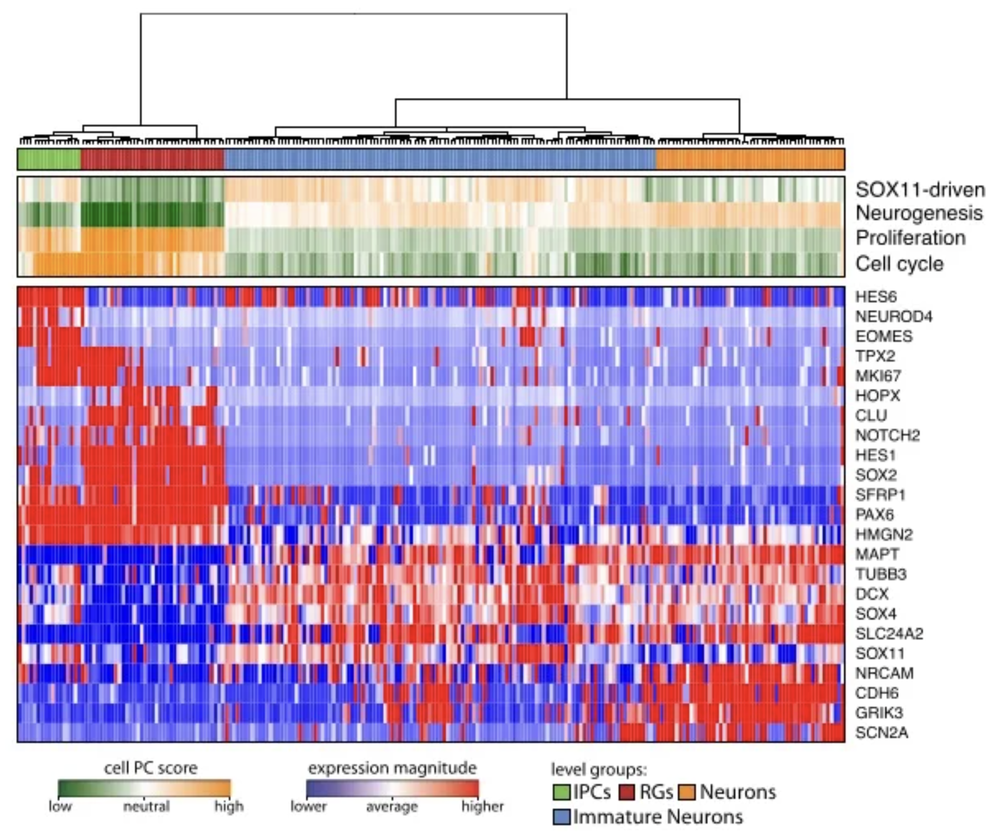 SOX11-driven
Neurogenesis
Proliferation
Cell cycle
HES6
NEUROD4
EOMES
TPX2
MKI67
HOPX
CLU
NOTCH2
HES1
SOX2
SFRP1
PAX6
HMGN2
MAPT
TUBB3
DCX
SOX4
SLC24A2
SOX11
NRCAM
CDH6
GRIK3
SCN2A
cell PC score
low neutral high
expression magnitude
lower average higher
level groups:
IPCs RGs Neurons
Immature Neurons